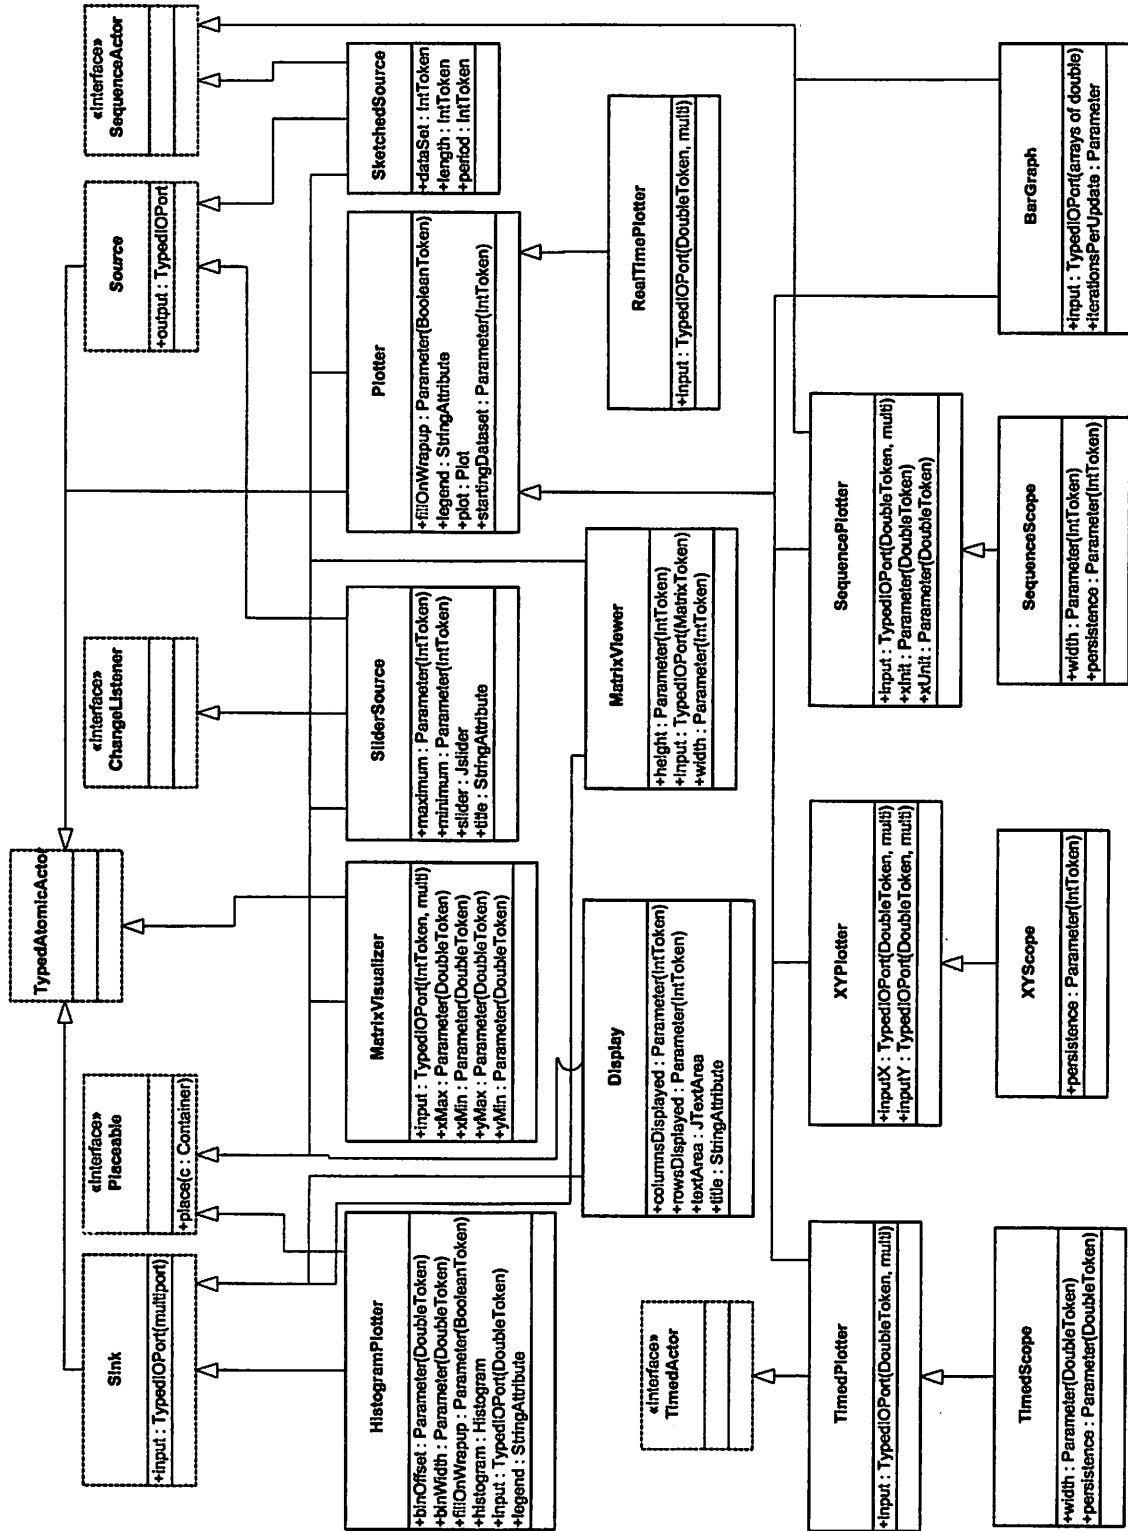 Sink
+input : TypedIOPort(multiport)
«Interface»
Placeable
+place(c : Container)
TypedAtomicActor
«Interface»
ChangeListener
Source
+output : TypedIOPort
«Interface»
SequenceActor
HistogramPlotter
+binOffset : Parameter(DoubleToken)
+binWidth : Parameter(DoubleToken)
+fillOnWrapup : Parameter(BooleanToken)
+histogram : Histogram
+input : TypedIOPort(DoubleToken)
+legend : StringAttribute
MatrixVisualizer
+input : TypedIOPort(IntToken, multi)
+xMax : Parameter(DoubleToken)
+xMin : Parameter(DoubleToken)
+yMax : Parameter(DoubleToken)
+yMin : Parameter(DoubleToken)
SliderSource
+maximum : Parameter(IntToken)
+minimum : Parameter(IntToken)
+slider : Jslider
+title : StringAttribute
Plotter
+fillOnWrapup : Parameter(BooleanToken)
+legend : StringAttribute
+plot : Plot
+startingDataset : Parameter(IntToken)
SketchedSource
+dataSet : IntToken
+length : IntToken
+period : IntToken
Display
+columnsDisplayed : Parameter(IntToken)
+rowsDisplayed : Parameter(IntToken)
+textArea : JTextArea
+title : StringAttribute
MatrixViewer
+height : Parameter(IntToken)
+input : TypedIOPort(MatrixToken)
+width : Parameter(IntToken)
RealTimePlotter
+input : TypedIOPort(DoubleToken, multi)
«Interface»
TimedActor
TimedPlotter
+input : TypedIOPort(DoubleToken, multi)
XYPlotter
+inputX : TypedIOPort(DoubleToken, multi)
+inputY : TypedIOPort(DoubleToken, multi)
SequencePlotter
+input : TypedIOPort(DoubleToken, multi)
+xInit : Parameter(DoubleToken)
+xUnit : Parameter(DoubleToken)
TimedScope
+width : Parameter(DoubleToken)
+persistence : Parameter(DoubleToken)
XYScope
+persistence : Parameter(IntToken)
SequenceScope
+width : Parameter(IntToken)
+persistence : Parameter(IntToken)
BarGraph
+input : TypedIOPort(arrays of double)
+iterationsPerUpdate : Parameter